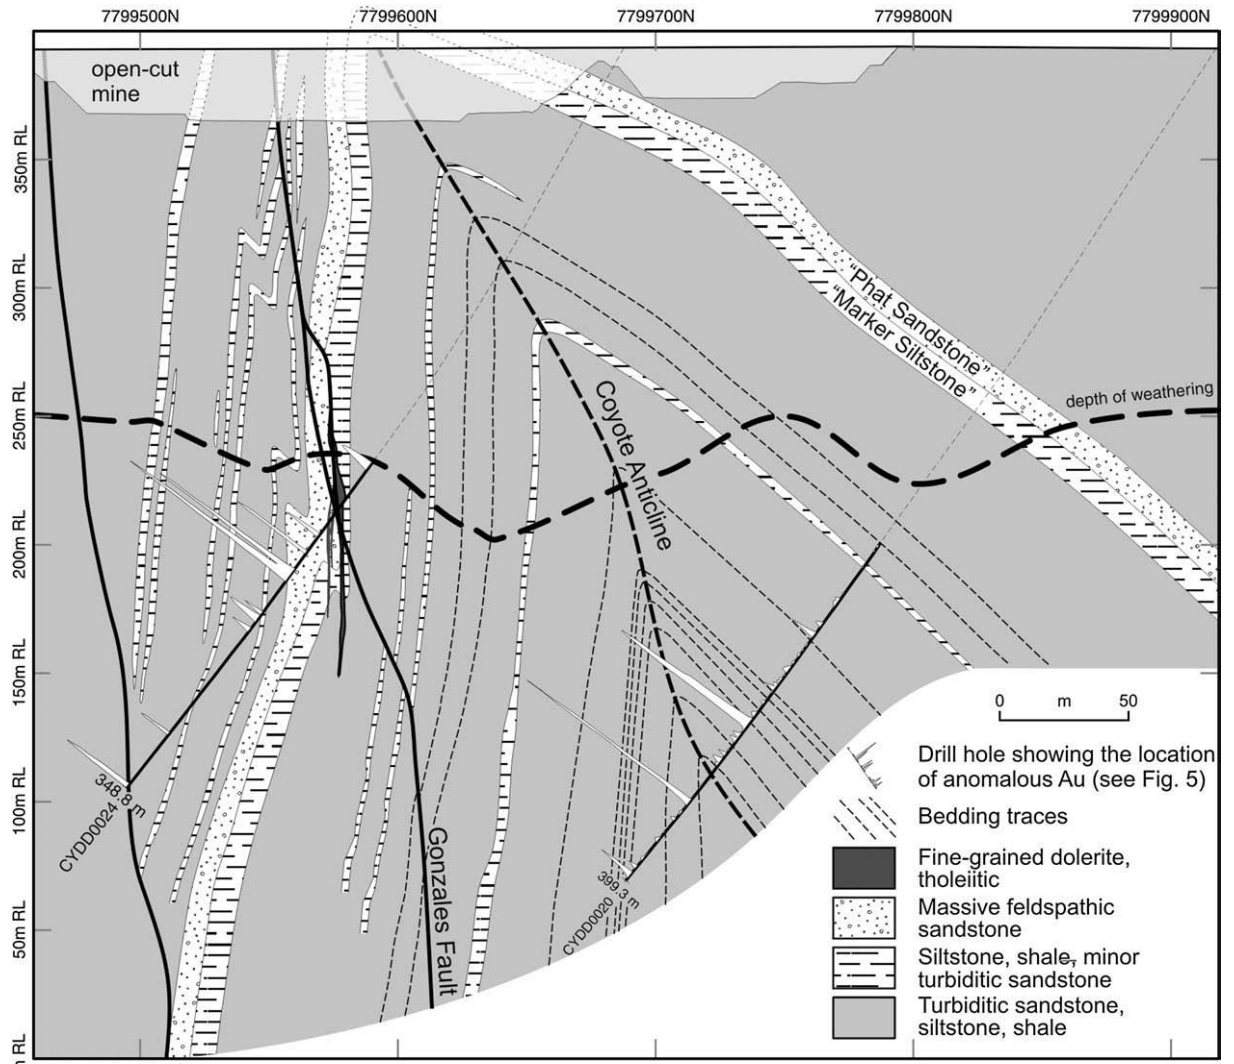 7799500N
7799600N
7799700N
7799800N
7799900N
open-cut
mine
350m RL
300m RL
250m RL
200m RL
150m RL
100m RL
50m RL
m RL
"Phat Sandstone"
"Marker Siltstone"
depth of weathering
Coyote Anticline
Gonzales Fault
348.8 m
CYDD0024
399.3 m
CYDD0020
0 m 50
Drill hole showing the location
of anomalous Au (see Fig. 5)
Bedding traces
Fine-grained dolerite,
tholeiitic
Massive feldspathic
sandstone
Siltstone, shale, minor
turbiditic sandstone
Turbiditic sandstone,
siltstone, shale